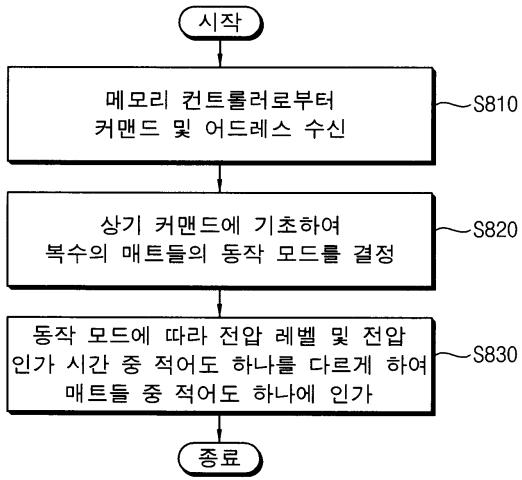 시작
메모리 컨트롤러로부터
커맨드 및 어드레스 수신
S810
상기 커맨드에 기초하여
복수의 매트들의 동작 모드를 결정
S820
동작 모드에 따라 전압 레벨 및 전압
인가 시간 중 적어도 하나를 다르게 하여
매트들 중 적어도 하나에 인가
S830
종료